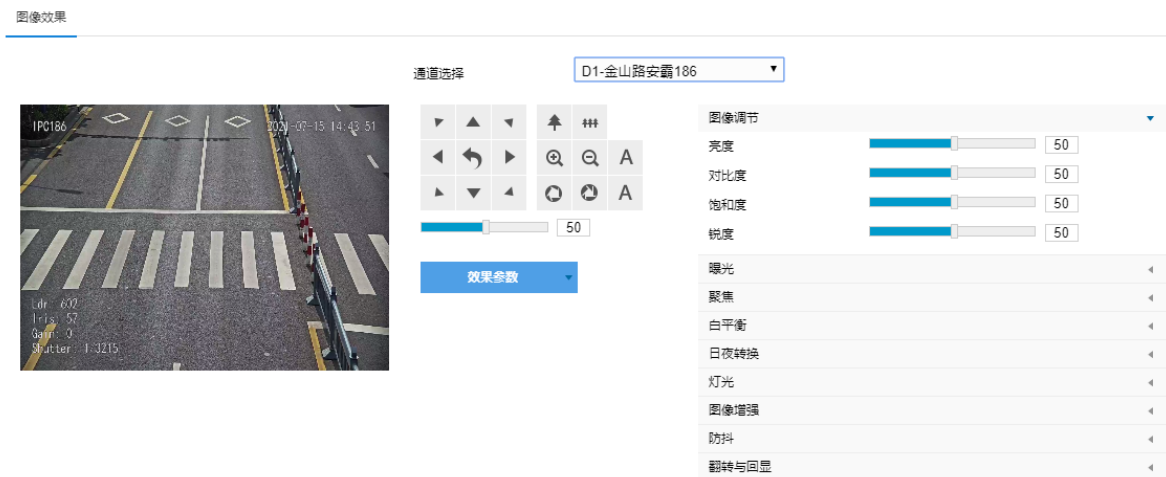 图像效果
通道选择
D1-金山路安霸186
IPC186
2021-07-15 14:43 51
Ldr: 602
Iris: 57
Gain: 0
Shutter: 1.3215
A
A
50
效果参数
图像调节
亮度 50
对比度 50
饱和度 50
锐度 50
曝光
聚焦
白平衡
日夜转换
灯光
图像增强
防抖
翻转与回显